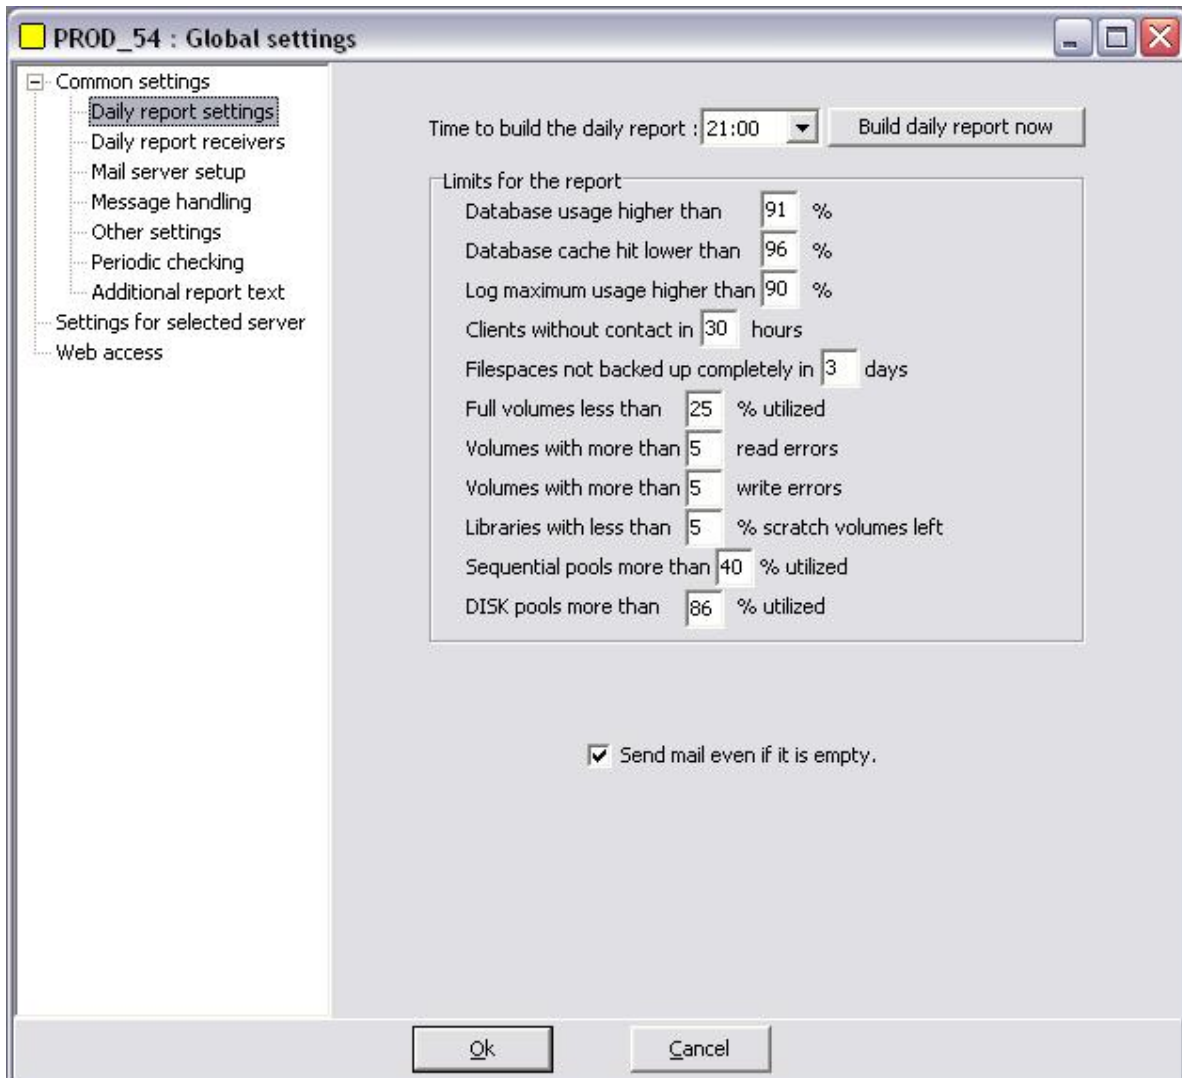 PROD_54 : Global settings
Common settings
Daily report settings
Daily report receivers
Mail server setup
Message handling
Other settings
Periodic checking
Additional report text
Settings for selected server
Web access
Time to build the daily report : 21:00 Build daily report now
Limits for the report
Database usage higher than 91 %
Database cache hit lower than 96 %
Log maximum usage higher than 90 %
Clients without contact in 30 hours
Filespaces not backed up completely in 3 days
Full volumes less than 25 % utilized
Volumes with more than 5 read errors
Volumes with more than 5 write errors
Libraries with less than 5 % scratch volumes left
Sequential pools more than 40 % utilized
DISK pools more than 86 % utilized
Send mail even if it is empty.
Ok Cancel